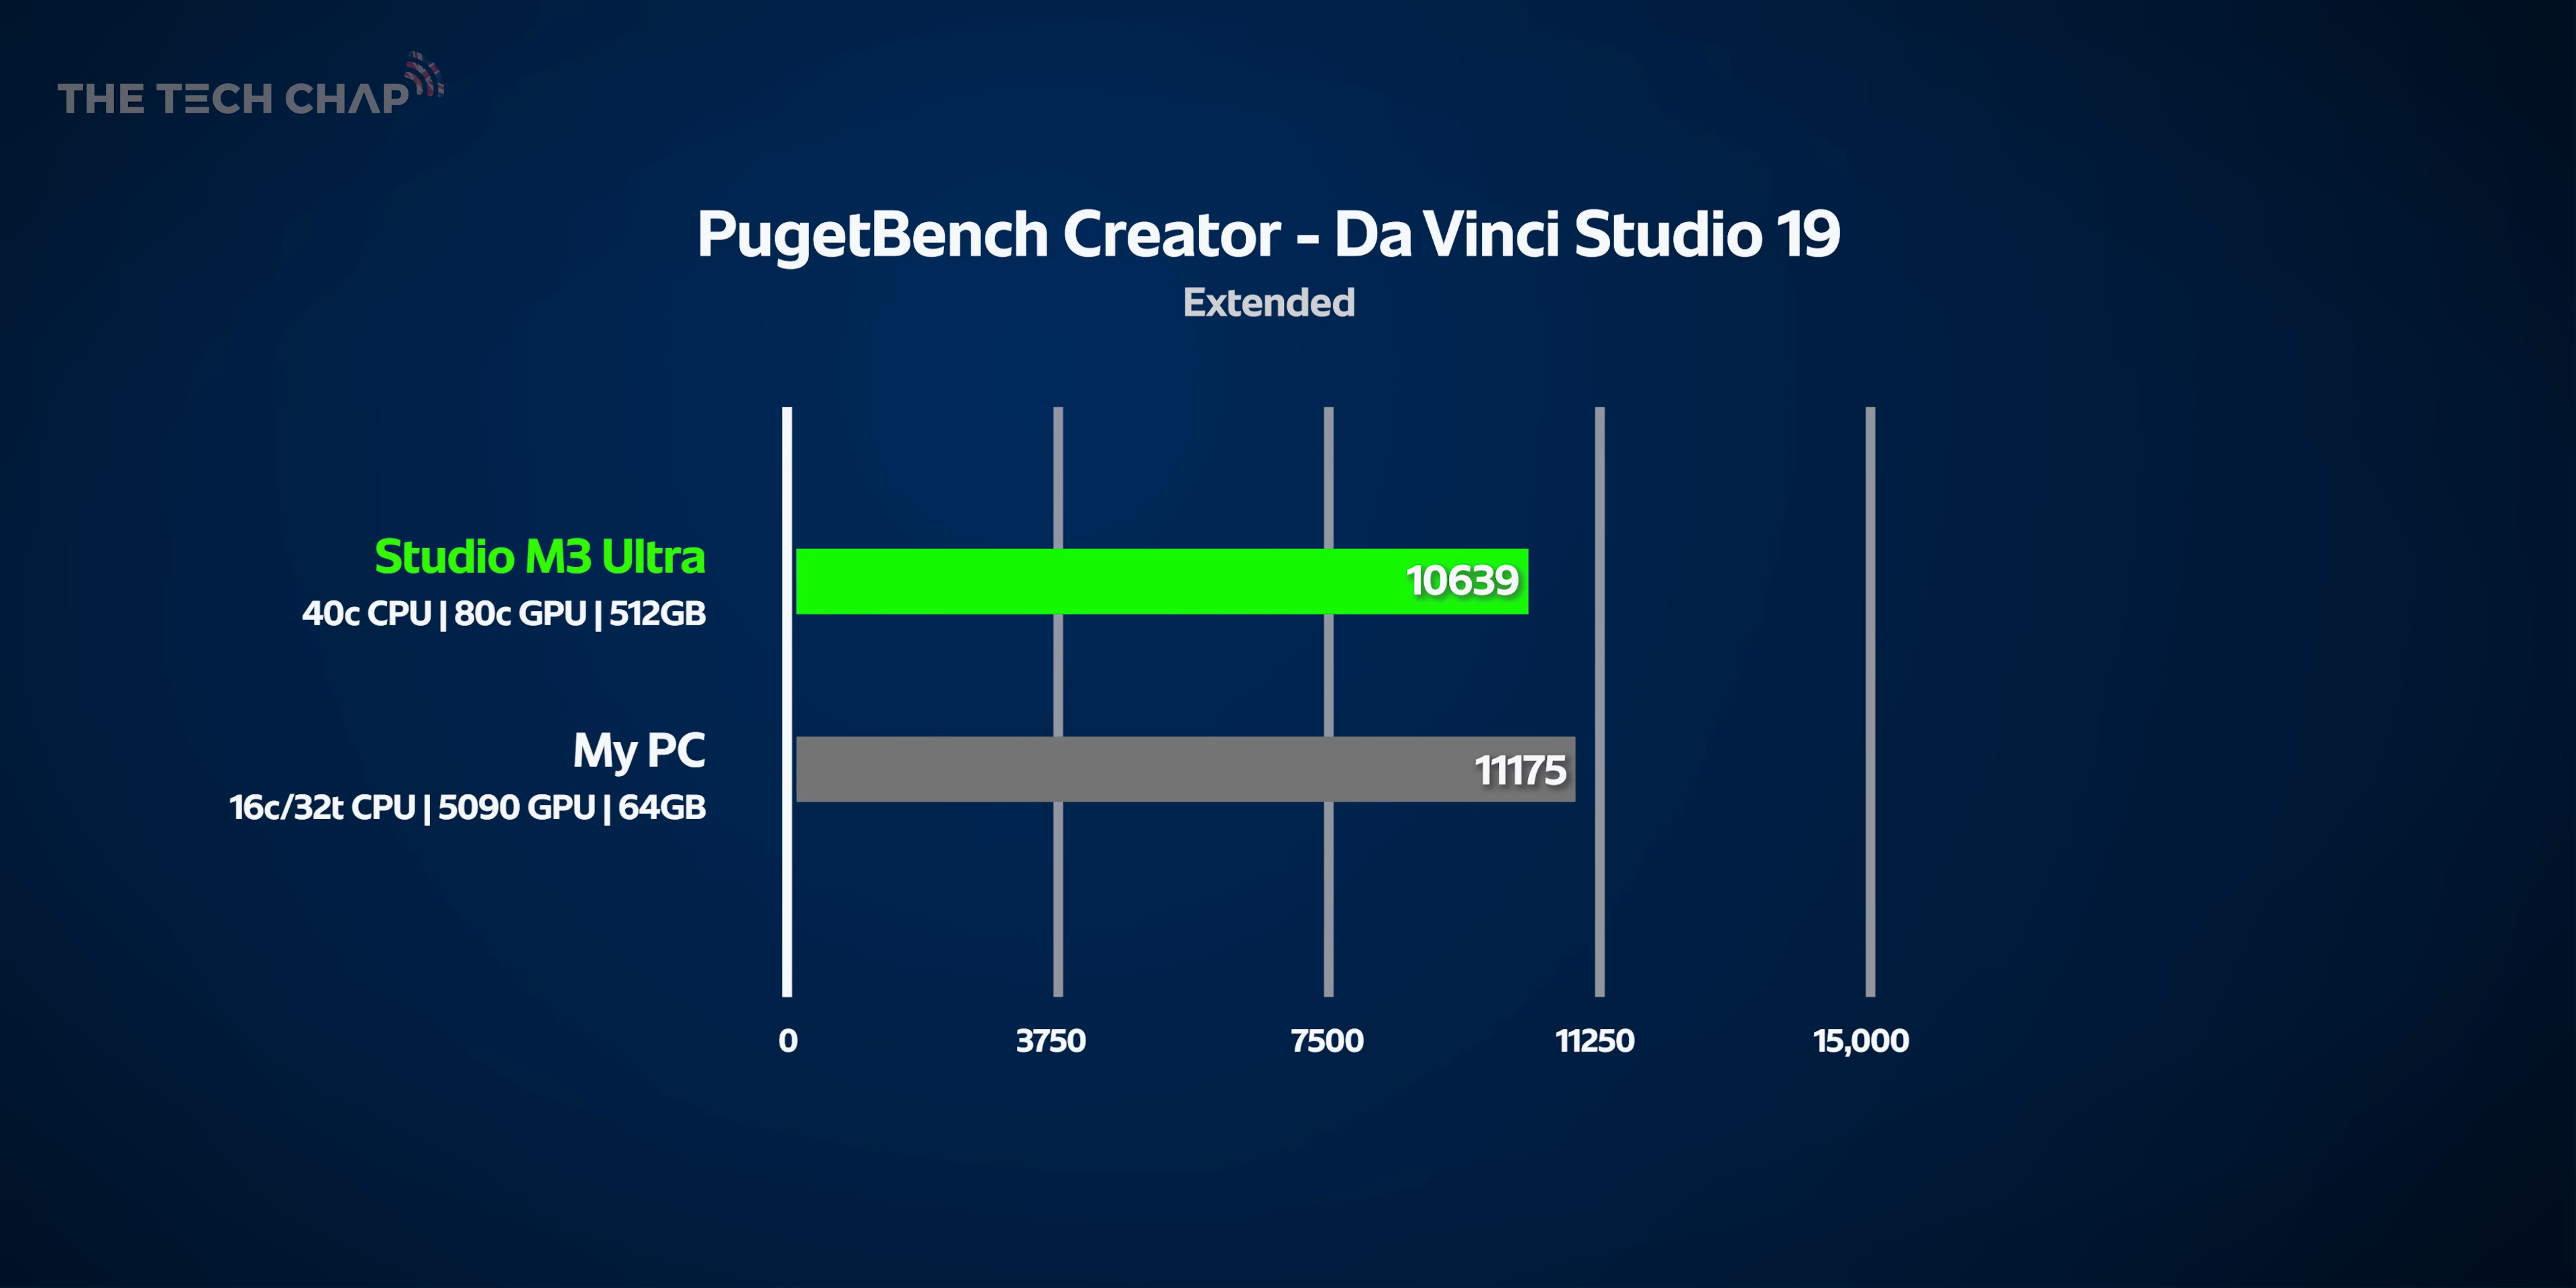 THE TECH CHAP
PugetBench Creator - Da Vinci Studio 19
Extended
Studio M3 Ultra
40c CPU | 80c GPU | 512GB
10639
My PC
16c/32t CPU | 5090 GPU | 64GB
11175
0 3750 7500 11250 15,000